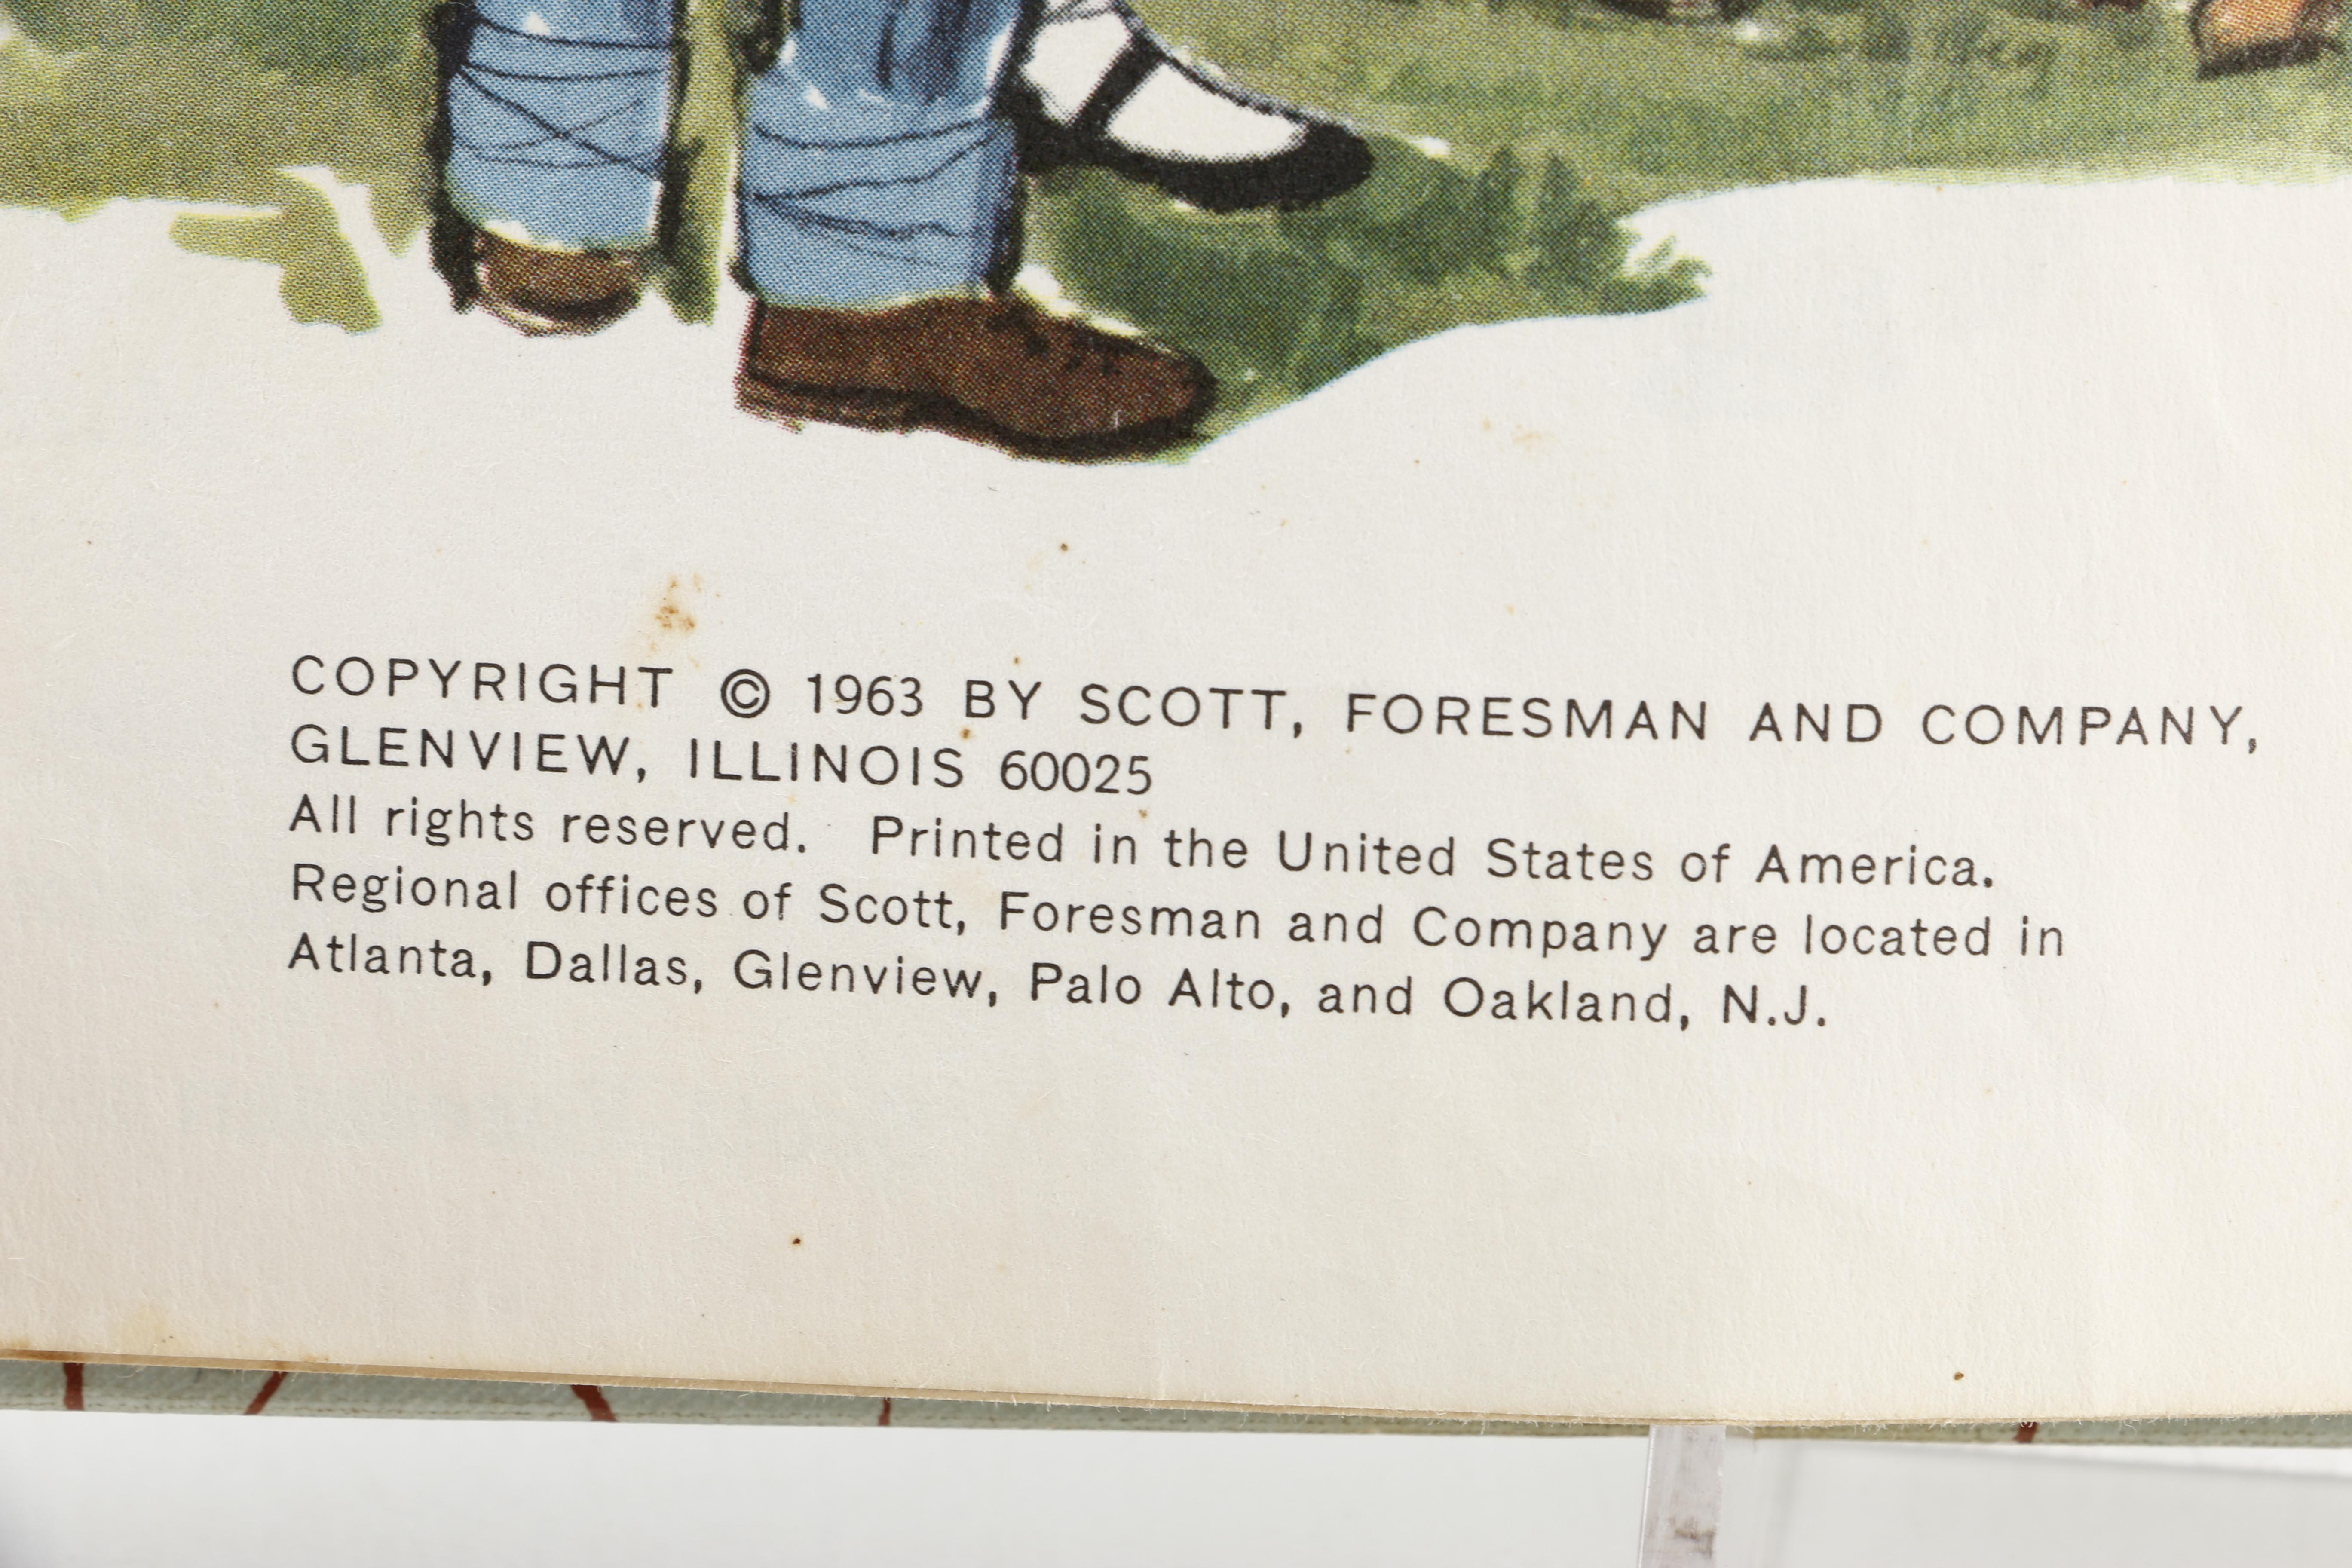 COPYRIGHT © 1963 BY SCOTT, FORESMAN AND COMPANY,
GLENVIEW, ILLINOIS 60025
All rights reserved. Printed in the United States of America.
Regional offices of Scott, Foresman and Company are located in
Atlanta, Dallas, Glenview, Palo Alto, and Oakland, N.J.